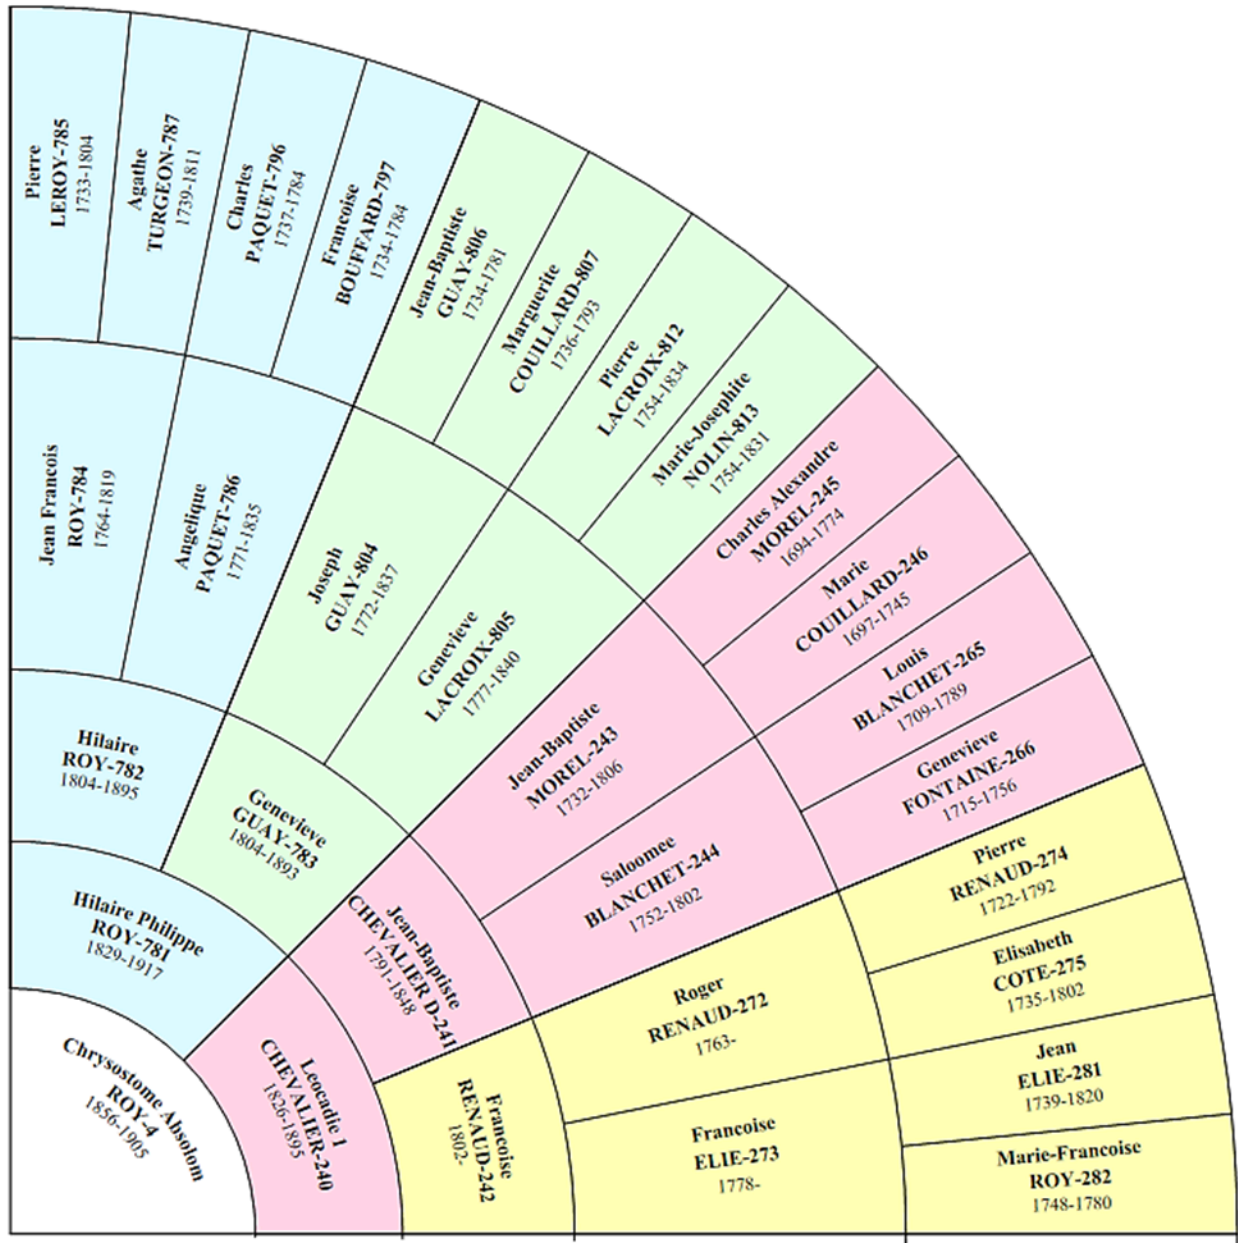 Pierre
LEROY-785
1733-1804
Agathe
TURGEON-787
1739-1811
Charles
PAQUET-796
1737-1784
Francoise
BOUFFARD-797
1734-1784
Jean-Baptiste
GUAY-806
1734-1781
Marguerite
COUILLARD-807
1736-1793
Pierre
LACROIX-812
1754-1834
Marie-Josephite
NOLIN-813
1754-1831
Charles Alexandre
MOREL-245
1694-1774
Marie
COUILLARD-246
1697-1745
Louis
BLANCHET-265
1709-1789
Genevieve
FONTAINE-266
1715-1756
Pierre
RENAUD-274
1722-1792
Elisabeth
COTE-275
1735-1802
Jean
ELIE-281
1739-1820
Marie-Francoise
ROY-282
1748-1780
Jean Francois
ROY-784
1764-1819
Angelique
PAQUET-786
1771-1835
Joseph
GUAY-804
1772-1837
Genevieve
LACROIX-805
1777-1840
Jean-Baptiste
MOREL-243
1732-1806
Saloomee
BLANCHET-244
1752-1802
Roger
RENAUD-272
1763-
Francoise
ELIE-273
1778-
Hilaire
ROY-782
1804-1895
Genevieve
GUAY-783
1804-1893
Jean-Baptiste
CHEVALIER D-241
1791-1848
Francoise
RENAUD-242
1802-
Hilaire Philippe
ROY-781
1829-1917
Leocadie 1
CHEVALIER-240
1826-1895
Chrysostome Absolom
ROY-4
1856-1905